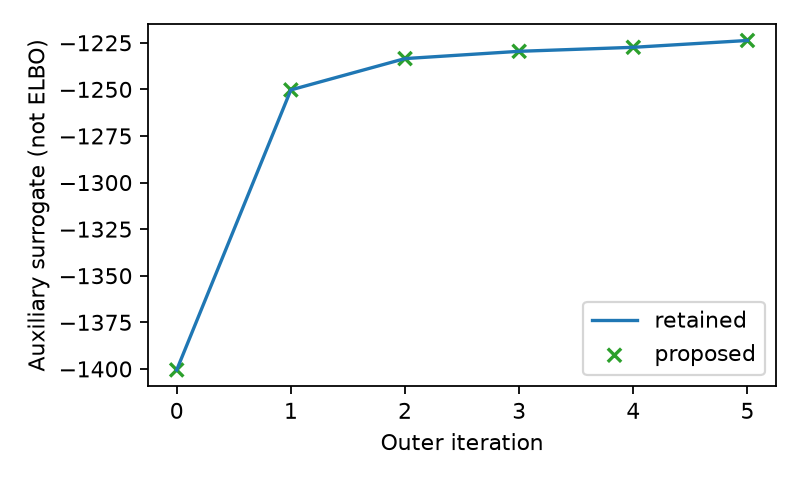 Auxiliary surrogate (not ELBO)
−1225
−1250
−1275
−1300
−1325
−1350
−1375
−1400
retained
proposed
0 1 2 3 4 5
Outer iteration